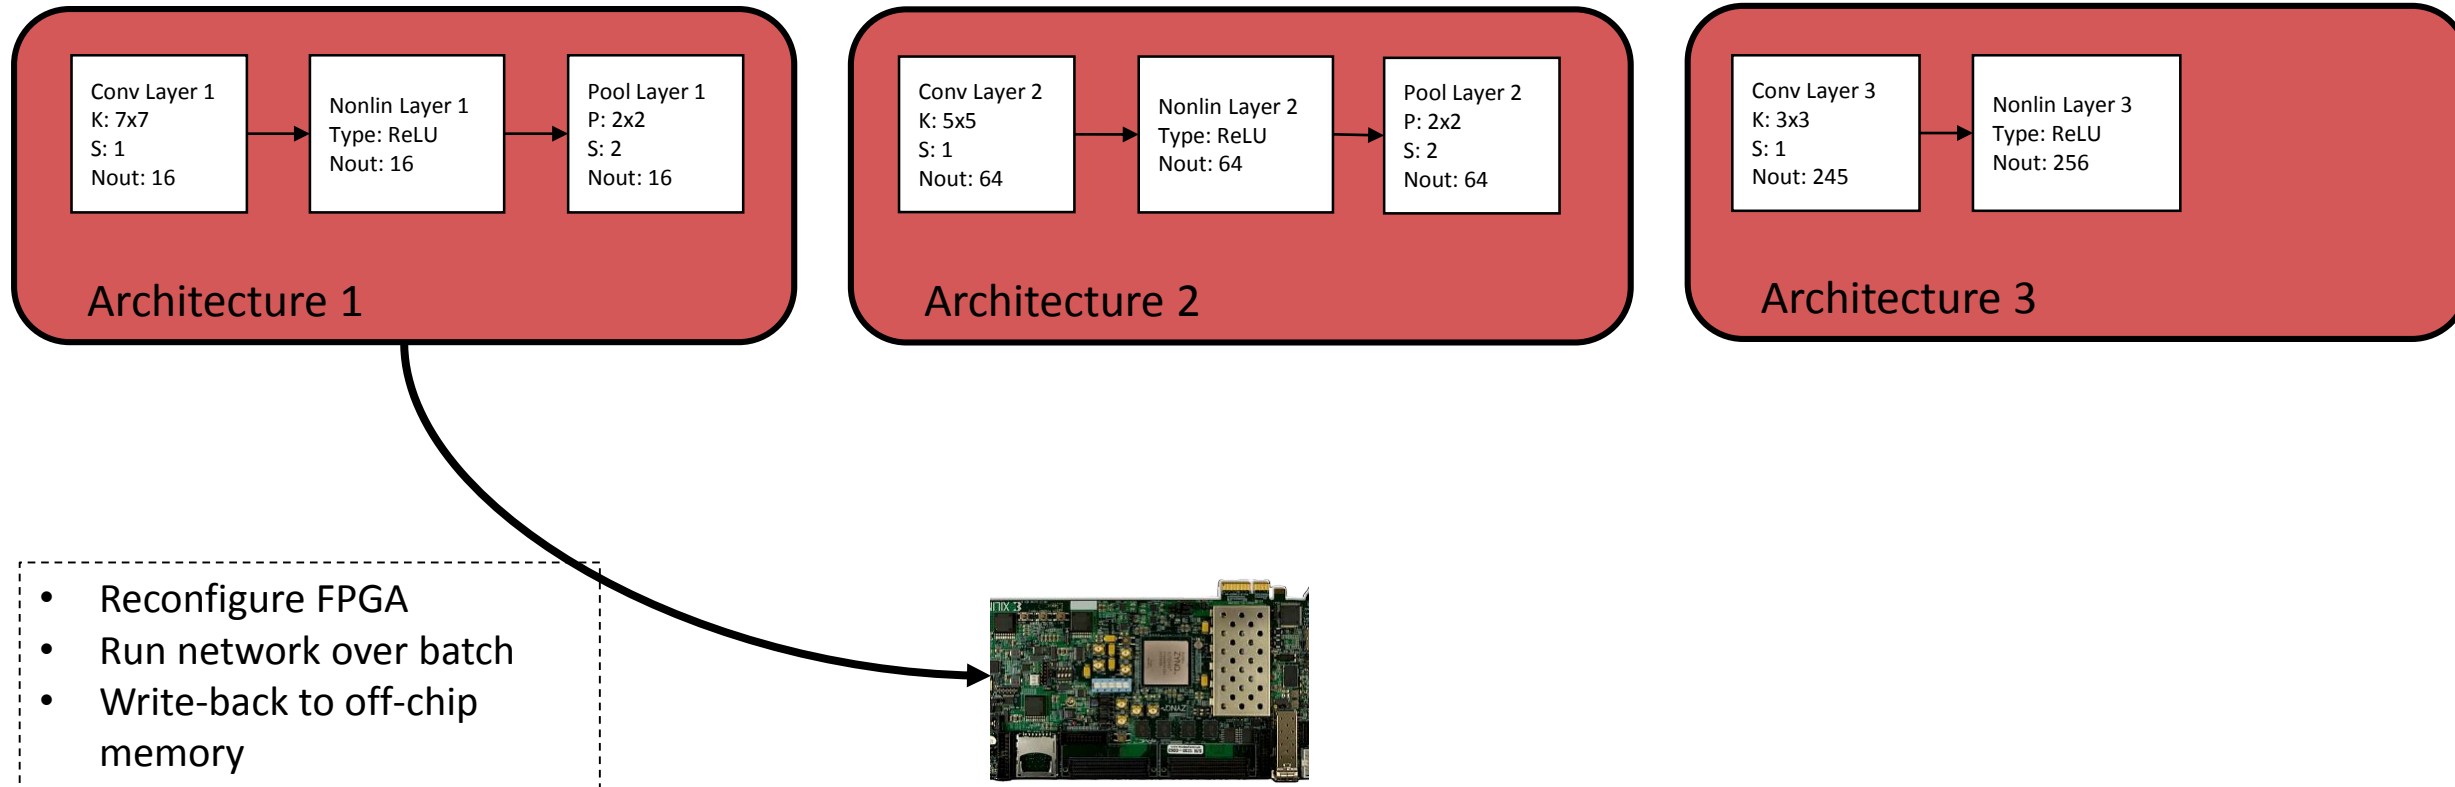 Conv Layer 1
K: 7x7
S: 1
Nout: 16
Nonlin Layer 1
Type: ReLU
Nout: 16
Pool Layer 1
P: 2x2
S: 2
Nout: 16
Architecture 1
Conv Layer 2
K: 5x5
S: 1
Nout: 64
Nonlin Layer 2
Type: ReLU
Nout: 64
Pool Layer 2
P: 2x2
S: 2
Nout: 64
Architecture 2
Conv Layer 3
K: 3x3
S: 1
Nout: 245
Nonlin Layer 3
Type: ReLU
Nout: 256
Architecture 3
• Reconfigure FPGA
• Run network over batch
• Write-back to off-chip
memory
ZYNQ